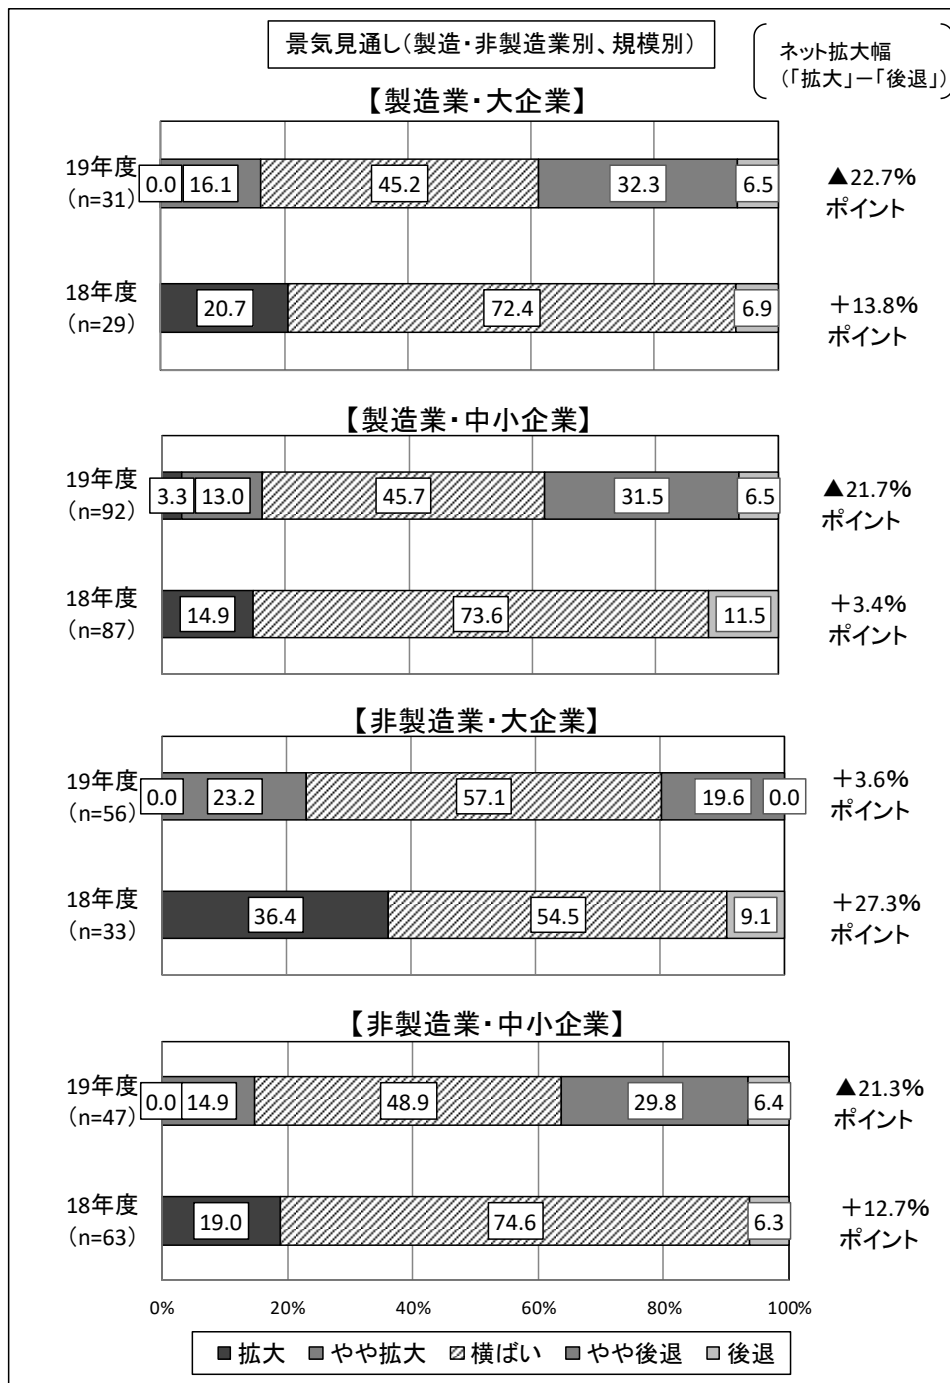 景気見通し(製造・非製造業別、規模別)
ネット拡大幅
(「拡大」−「後退」)
【製造業・大企業】
19年度
(n=31)
0.0 16.1 45.2 32.3 6.5
▲22.7%
ポイント
18年度
(n=29)
20.7 72.4 6.9
+13.8%
ポイント
【製造業・中小企業】
19年度
(n=92)
3.3 13.0 45.7 31.5 6.5
▲21.7%
ポイント
18年度
(n=87)
14.9 73.6 11.5
+3.4%
ポイント
【非製造業・大企業】
19年度
(n=56)
0.0 23.2 57.1 19.6 0.0
+3.6%
ポイント
18年度
(n=33)
36.4 54.5 9.1
+27.3%
ポイント
【非製造業・中小企業】
19年度
(n=47)
0.0 14.9 48.9 29.8 6.4
▲21.3%
ポイント
18年度
(n=63)
19.0 74.6 6.3
+12.7%
ポイント
0% 20% 40% 60% 80% 100%
拡大 やや拡大 横ばい やや後退 後退